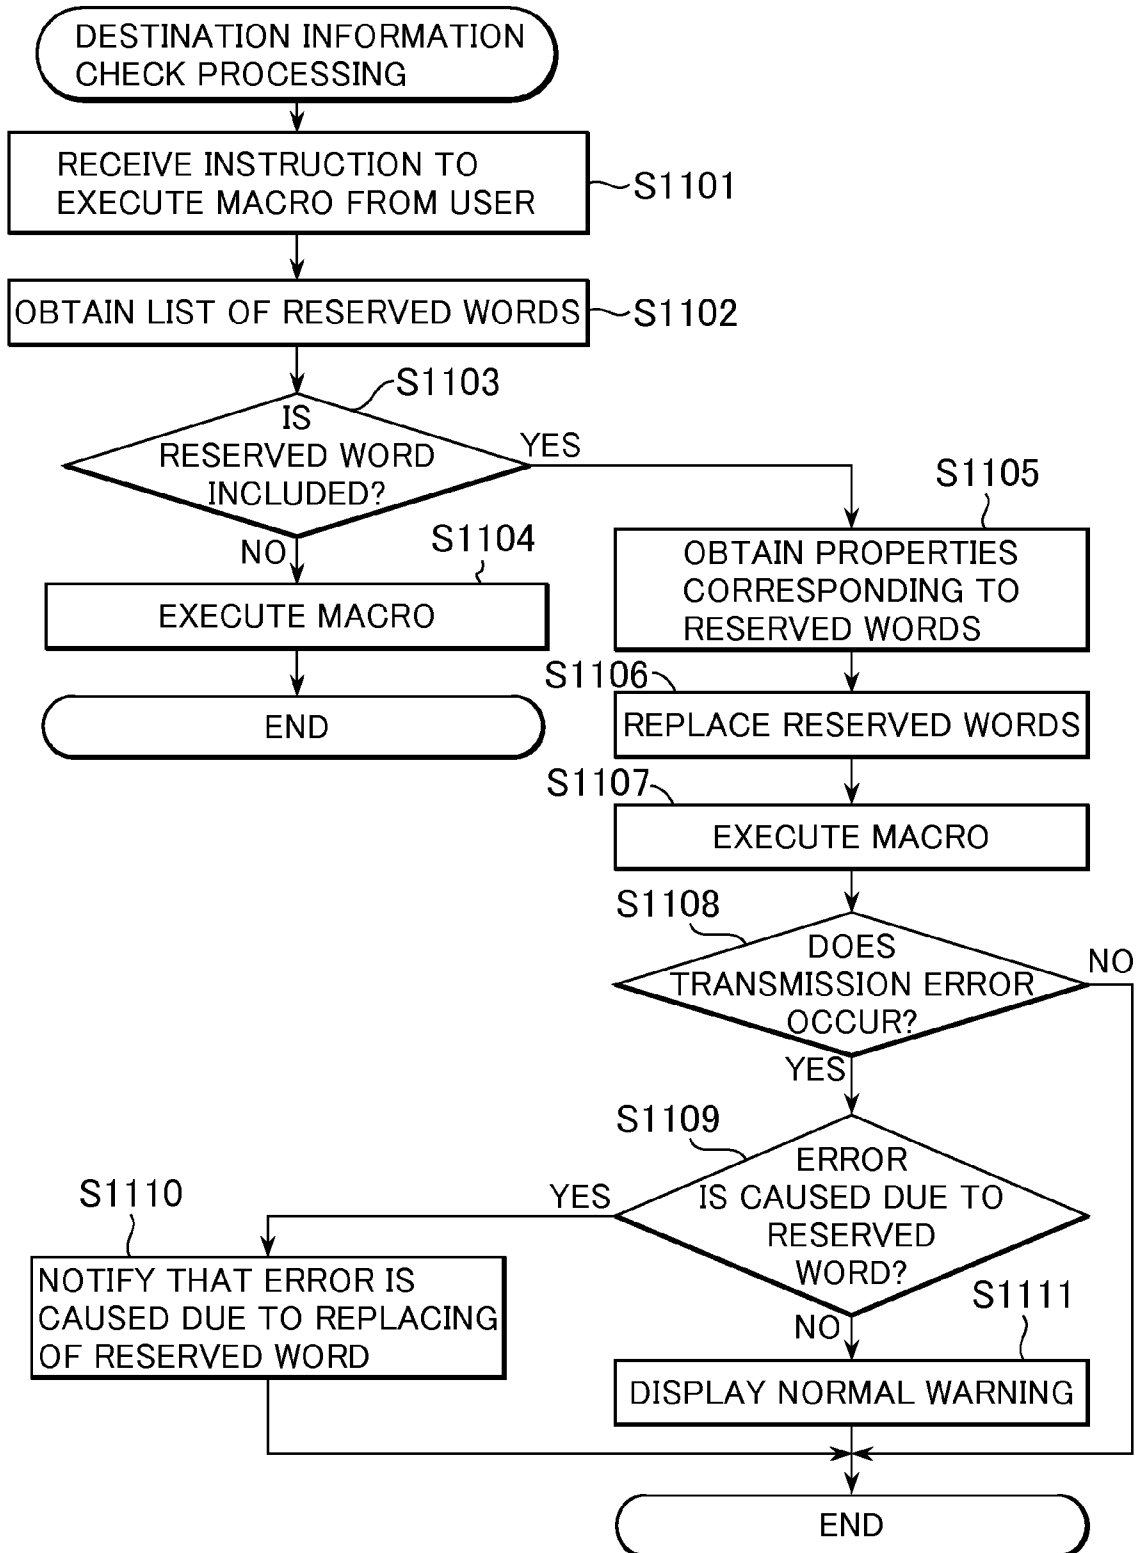 DESTINATION INFORMATION
CHECK PROCESSING
RECEIVE INSTRUCTION TO
EXECUTE MACRO FROM USER
S1101
OBTAIN LIST OF RESERVED WORDS
S1102
S1103
IS
RESERVED WORD
INCLUDED?
YES
NO
S1104
EXECUTE MACRO
END
S1105
OBTAIN PROPERTIES
CORRESPONDING TO
RESERVED WORDS
S1106
REPLACE RESERVED WORDS
S1107
EXECUTE MACRO
S1108
DOES
TRANSMISSION ERROR
OCCUR?
NO
YES
S1109
ERROR
IS CAUSED DUE TO
RESERVED
WORD?
YES
S1110
NOTIFY THAT ERROR IS
CAUSED DUE TO REPLACING
OF RESERVED WORD
NO
S1111
DISPLAY NORMAL WARNING
END